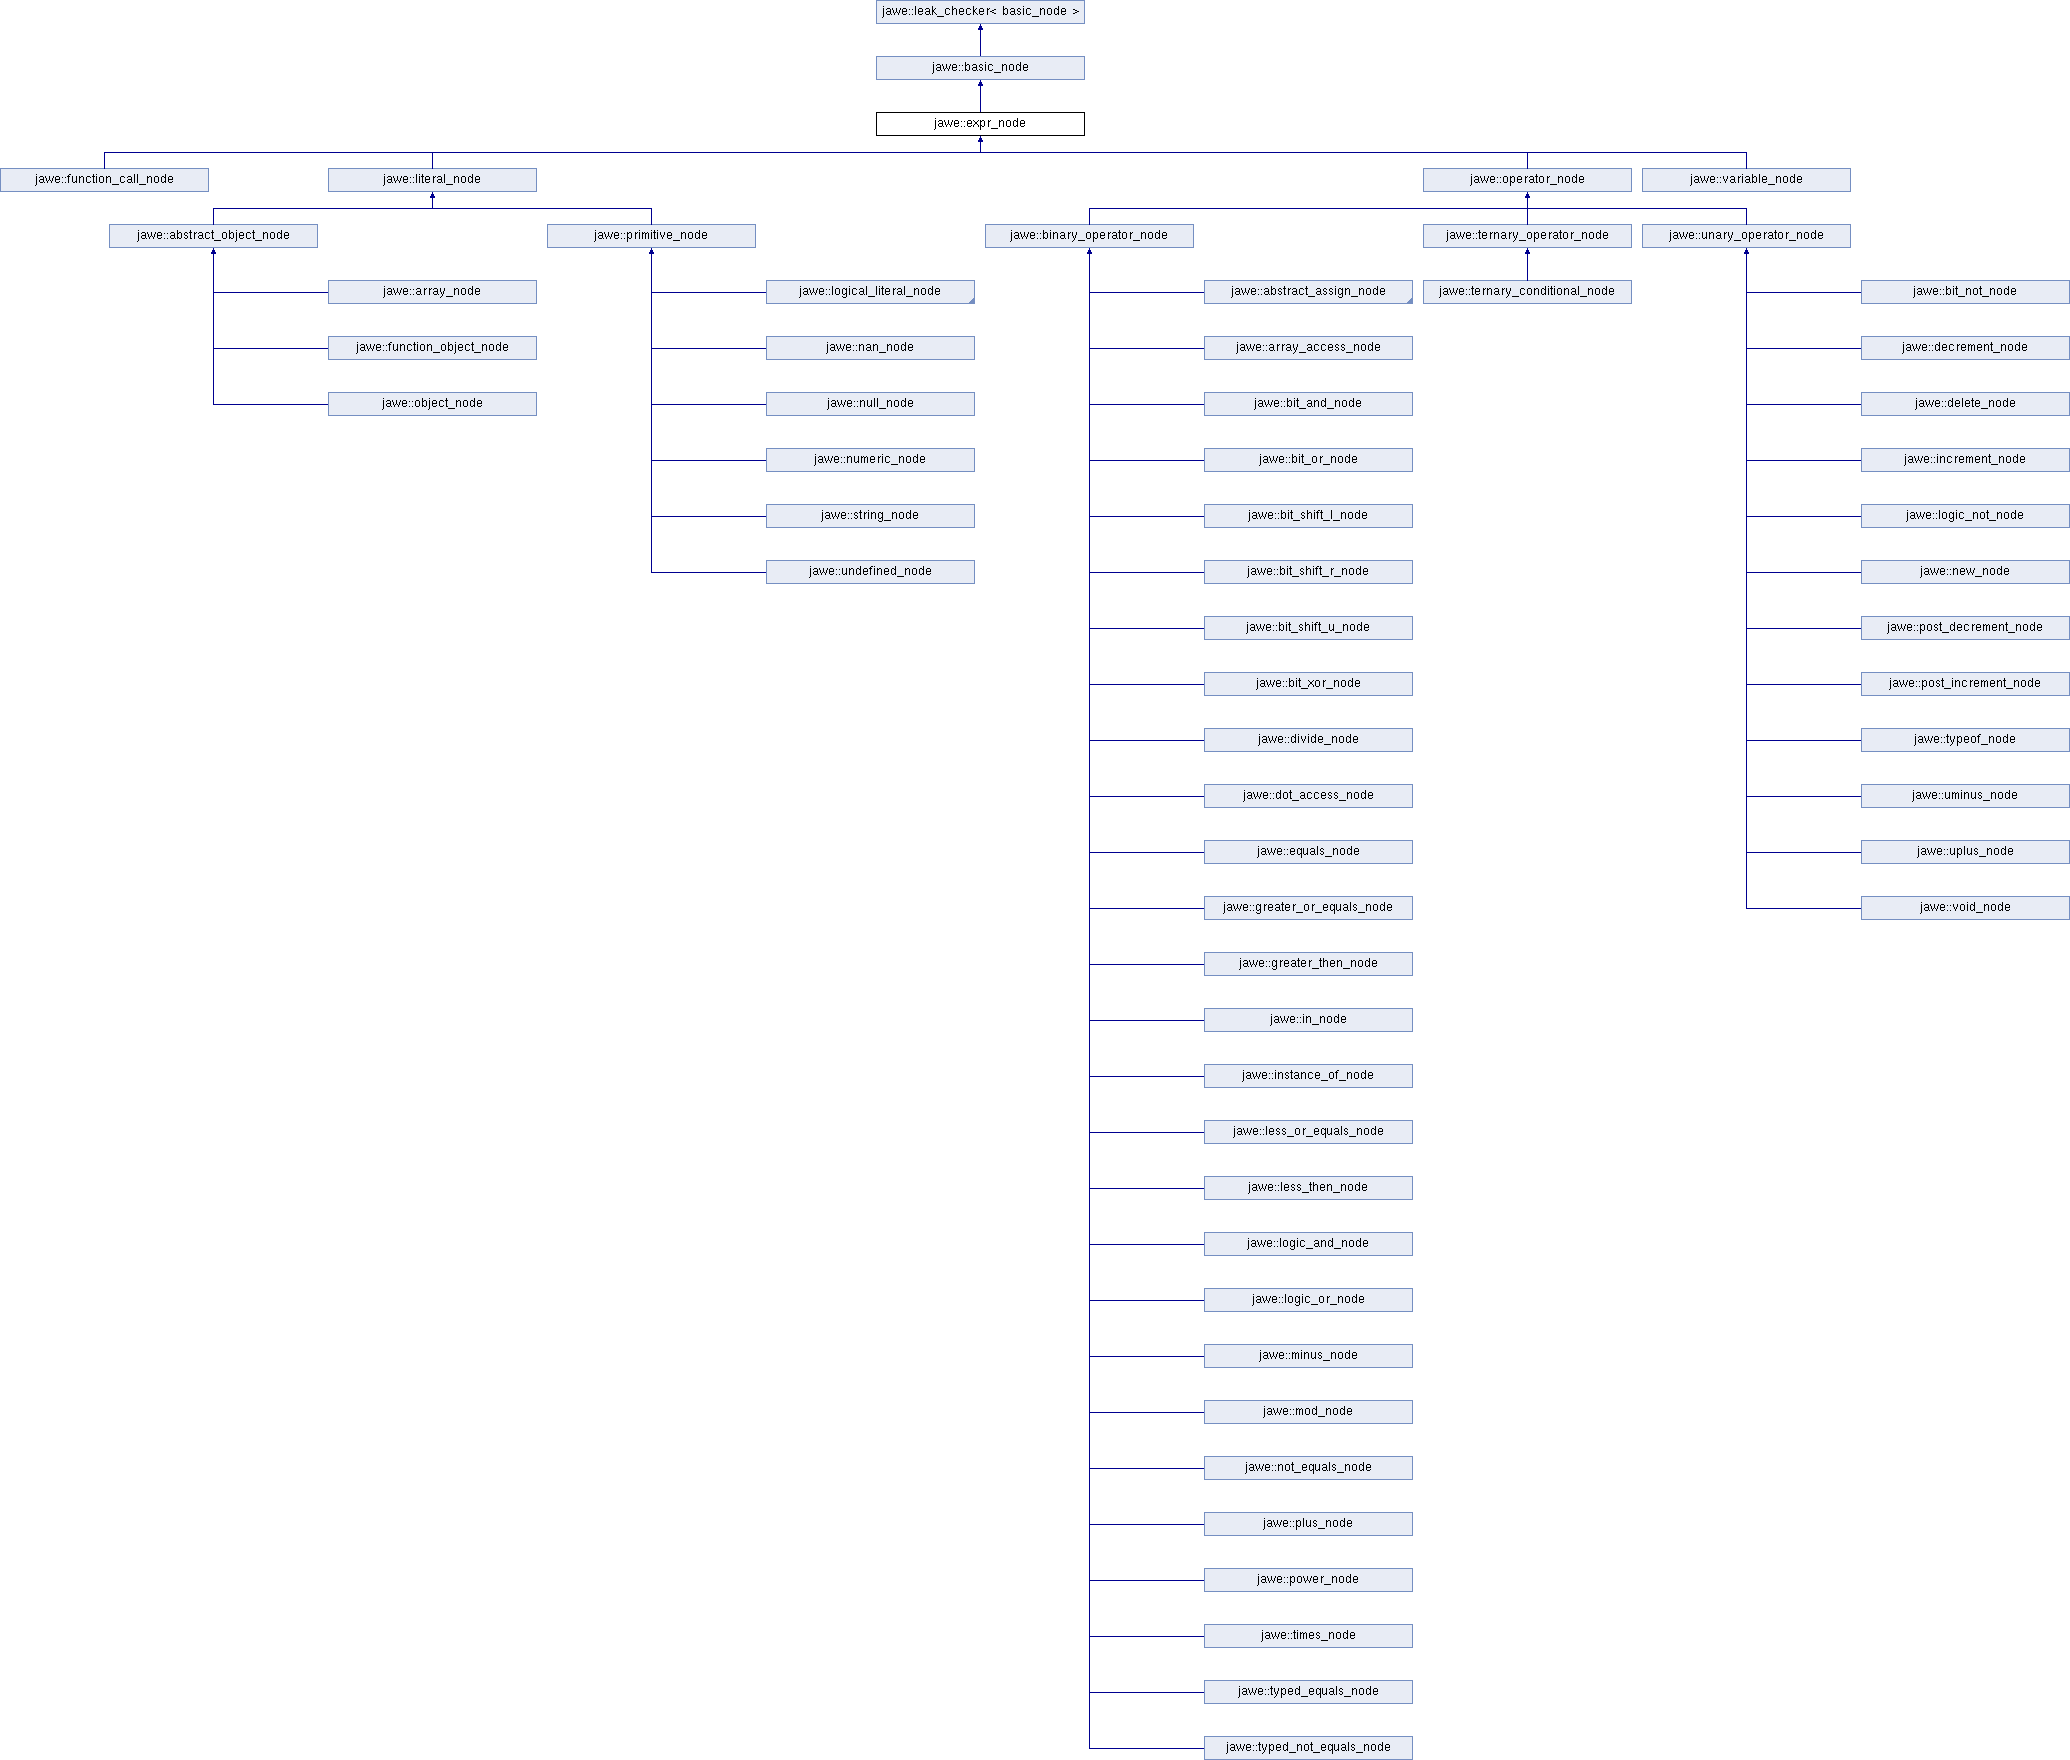 jawe::leak_checker< basic_node >
jawe::basic_node
jawe::expr_node
jawe::function_call_node
jawe::literal_node
jawe::operator_node
jawe::variable_node
jawe::abstract_object_node
jawe::primitive_node
jawe::binary_operator_node
jawe::ternary_operator_node
jawe::unary_operator_node
jawe::array_node
jawe::logical_literal_node
jawe::abstract_assign_node
jawe::ternary_conditional_node
jawe::bit_not_node
jawe::function_object_node
jawe::nan_node
jawe::array_access_node
jawe::decrement_node
jawe::object_node
jawe::null_node
jawe::bit_and_node
jawe::delete_node
jawe::numeric_node
jawe::bit_or_node
jawe::increment_node
jawe::string_node
jawe::bit_shift_l_node
jawe::logic_not_node
jawe::undefined_node
jawe::bit_shift_r_node
jawe::new_node
jawe::bit_shift_u_node
jawe::post_decrement_node
jawe::bit_xor_node
jawe::post_increment_node
jawe::divide_node
jawe::typeof_node
jawe::dot_access_node
jawe::uminus_node
jawe::equals_node
jawe::uplus_node
jawe::greater_or_equals_node
jawe::void_node
jawe::greater_then_node
jawe::in_node
jawe::instance_of_node
jawe::less_or_equals_node
jawe::less_then_node
jawe::logic_and_node
jawe::logic_or_node
jawe::minus_node
jawe::mod_node
jawe::not_equals_node
jawe::plus_node
jawe::power_node
jawe::times_node
jawe::typed_equals_node
jawe::typed_not_equals_node